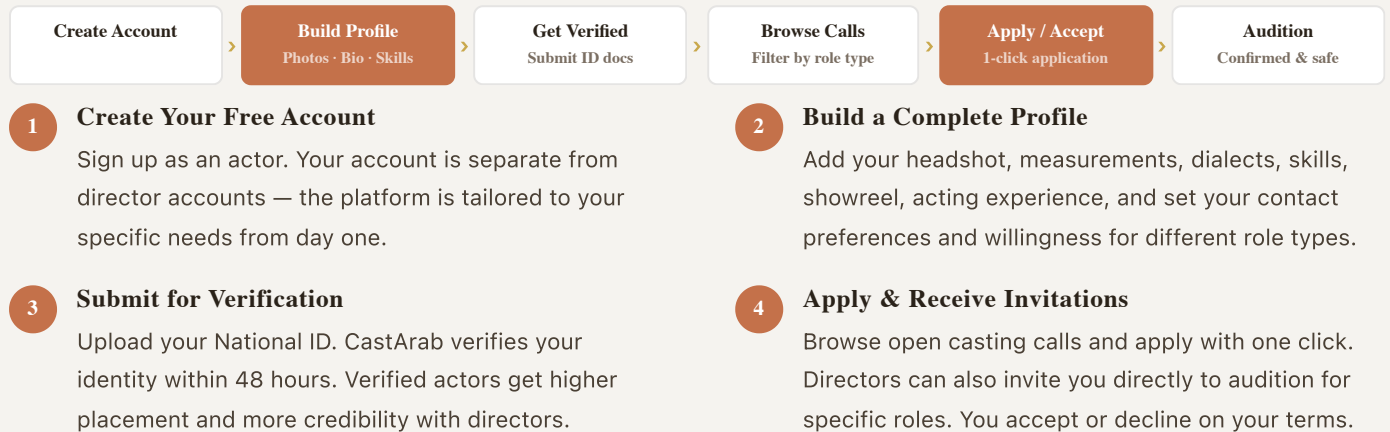 Create Account
›
Build Profile
Photos · Bio · Skills
›
Get Verified
Submit ID docs
›
Browse Calls
Filter by role type
›
Apply / Accept
1-click application
›
Audition
Confirmed & safe
1
Create Your Free Account
Sign up as an actor. Your account is separate from
director accounts — the platform is tailored to your
specific needs from day one.
2
Build a Complete Profile
Add your headshot, measurements, dialects, skills,
showreel, acting experience, and set your contact
preferences and willingness for different role types.
3
Submit for Verification
Upload your National ID. CastArab verifies your
identity within 48 hours. Verified actors get higher
placement and more credibility with directors.
4
Apply & Receive Invitations
Browse open casting calls and apply with one click.
Directors can also invite you directly to audition for
specific roles. You accept or decline on your terms.